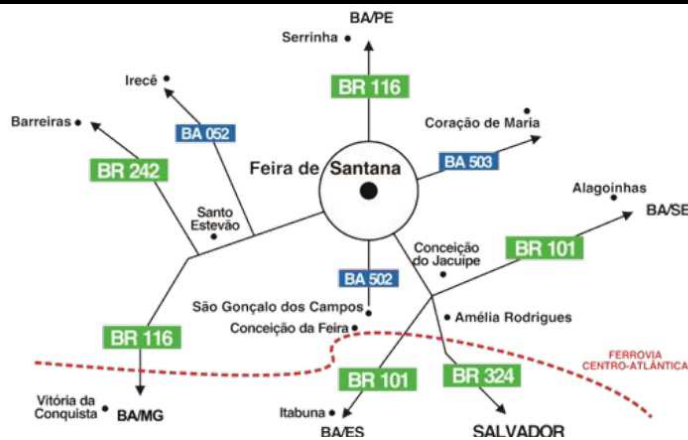 BA/PE
Serrinha
Irecê
BR 116
Barreiras
BA 052
Coração de Maria
BR 242
BA 503
Feira de Santana
Alagoinhas
Santo
Estevão
BA/SE
Conceição
do Jacuípe
BR 101
BA 502
São Gonçalo dos Campos
Amélia Rodrigues
Conceição da Feira
BR 116
FERROVIA
CENTRO-ATLÂNTICA
BR 101
BR 324
Vitória da
Conquista
BA/MG
Itabuna
BA/ES
SALVADOR